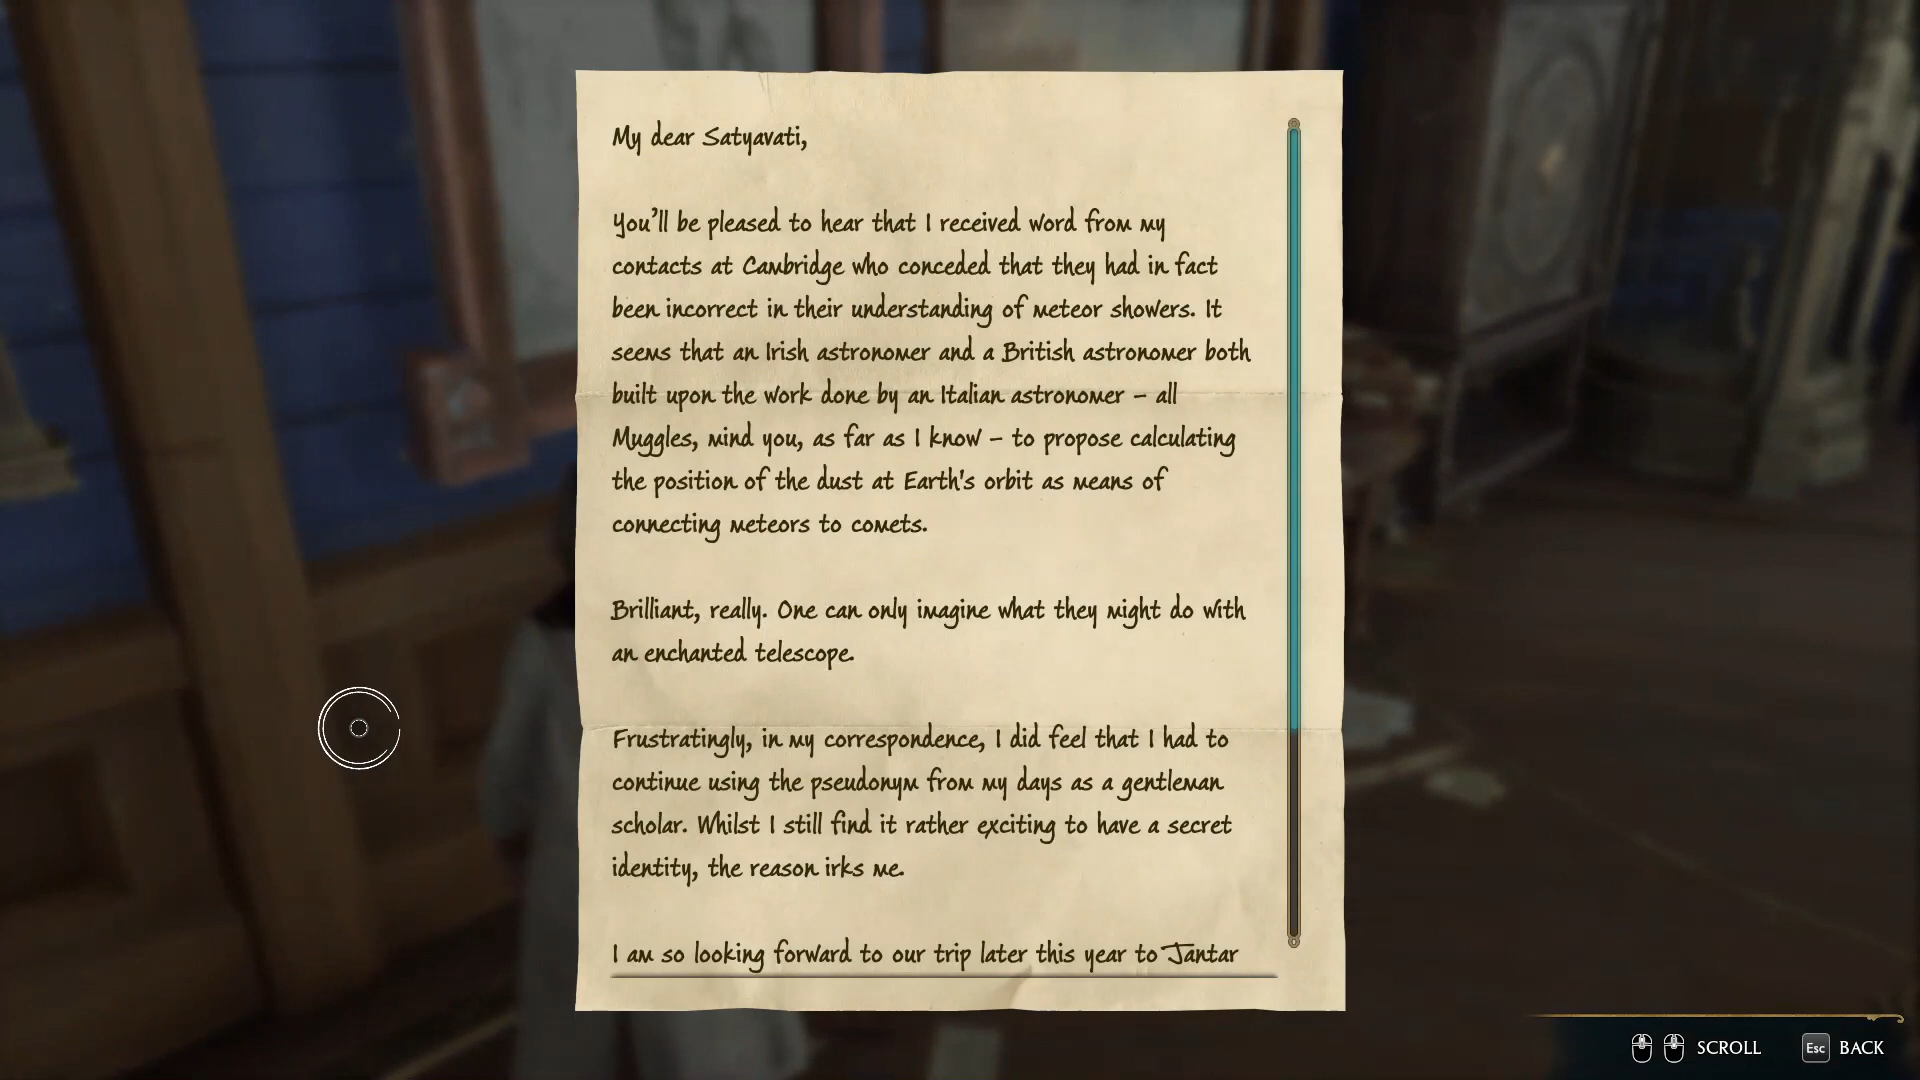 My dear Satyavati,
You'll be pleased to hear that I received word from my
contacts at Cambridge who conceded that they had in fact
been incorrect in their understanding of meteor showers. It
seems that an Irish astronomer and a British astronomer both
built upon the work done by an Italian astronomer – all
Muggles, mind you, as far as I know – to propose calculating
the position of the dust at Earth's orbit as means of
connecting meteors to comets.
Brilliant, really. One can only imagine what they might do with
an enchanted telescope.
Frustratingly, in my correspondence, I did feel that I had to
continue using the pseudonym from my days as a gentleman
scholar. Whilst I still find it rather exciting to have a secret
identity, the reason irks me.
I am so looking forward to our trip later this year to Jantar
SCROLL
Esc BACK